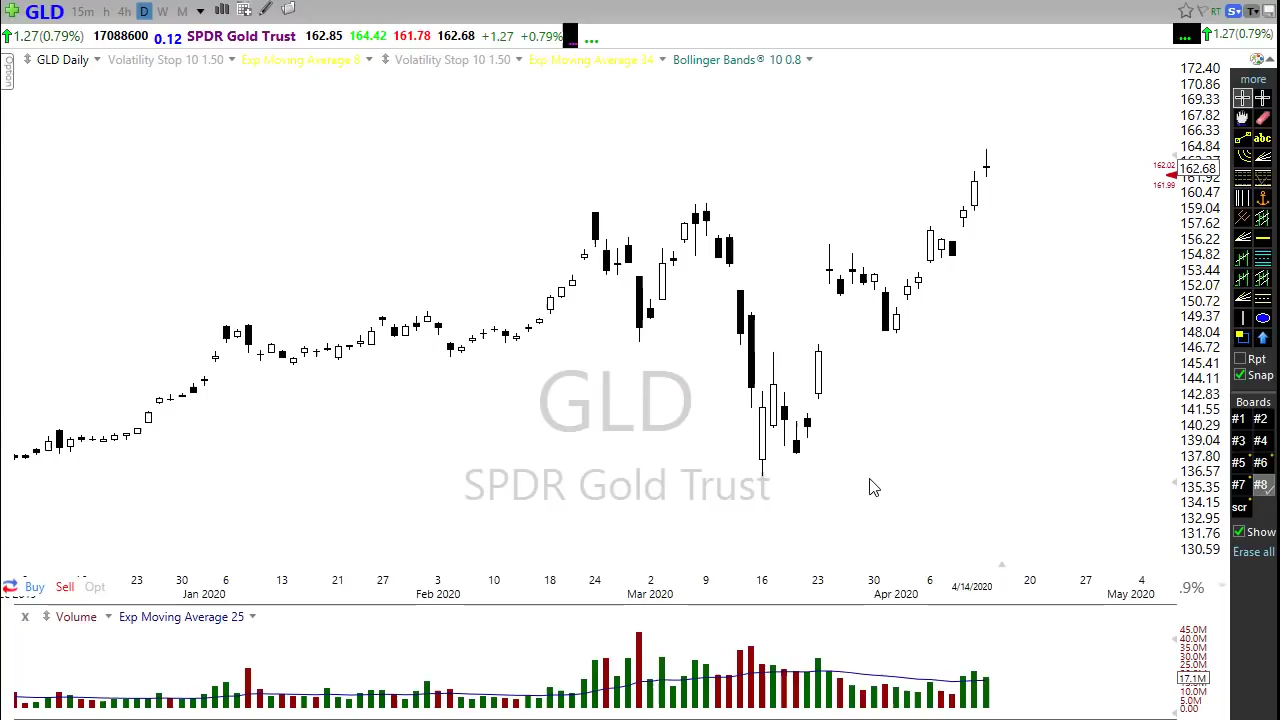 GLD 15m h 4h D W M RT S T
1.27(0.79%) 17088600 0.12 SPDR Gold Trust 162.85 164.42 161.78 162.68 +1.27 +0.79% ... ... 1.27(0.79%)
Option
GLD Daily Volatility Stop 10 1.50 Exp Moving Average 8 Volatility Stop 10 1.50 Exp Moving Average 34 Bollinger Bands® 10 0.8
172.40
170.86
169.33
167.82
166.33
164.84
162.02
162.68
161.99
160.47
159.04
157.62
156.22
154.82
153.44
152.07
150.72
149.37
148.04
146.72
145.41
144.11
142.83
141.55
140.29
139.04
137.80
136.57
135.35
134.15
132.95
131.76
130.59
GLD
SPDR Gold Trust
more
abc
Rpt
Snap
Boards
#1 #2
#3 #4
#5 #6
#7 #8
scr
Show
Erase all
Buy Sell Opt
23 30 6 13 21 27 3 10 18 24 2 9 16 23 30 6 4/14/2020 20 27 4
Jan 2020 Feb 2020 Mar 2020 Apr 2020 May 2020
.9%
x Volume Exp Moving Average 25
45.0M
40.0M
35.0M
30.0M
25.0M
17.1M
10.0M
5.0M
0.00